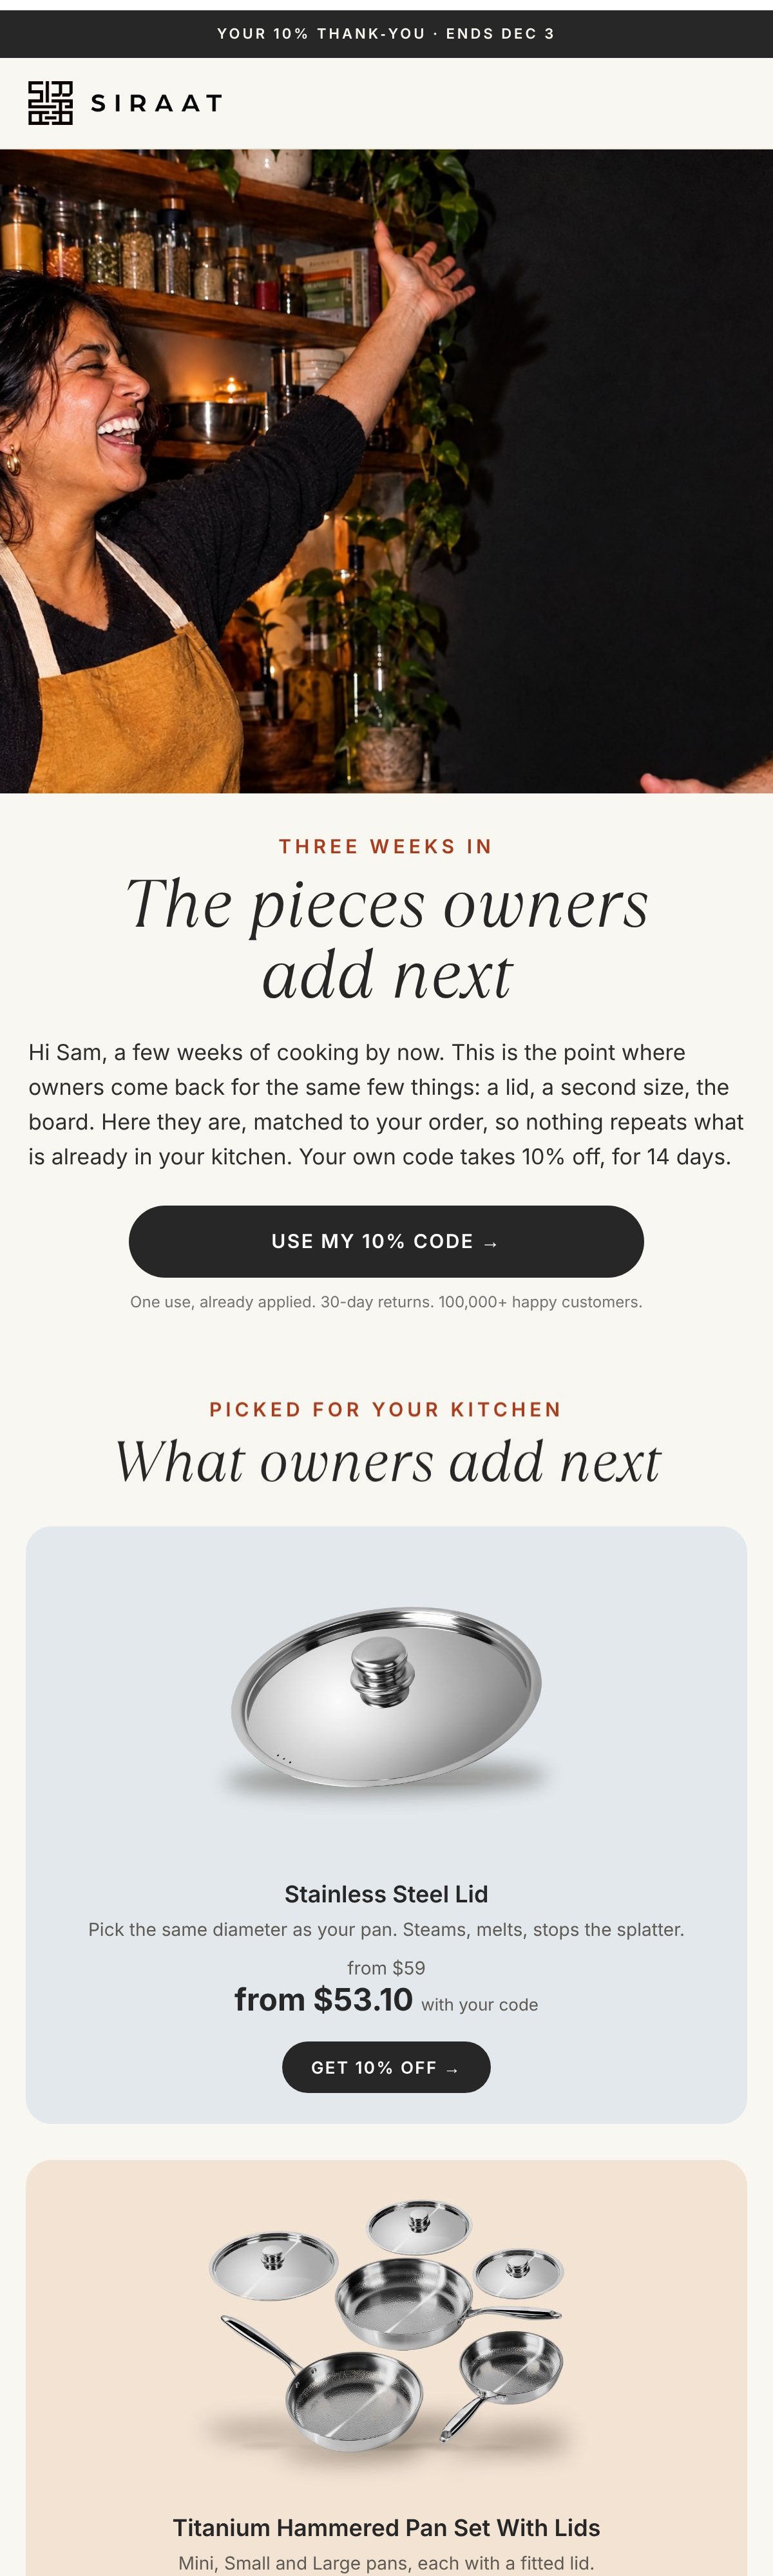 YOUR 10% THANK-YOU · ENDS DEC 3
SIRAAT
THREE WEEKS IN
The pieces owners
add next
Hi Sam, a few weeks of cooking by now. This is the point where
owners come back for the same few things: a lid, a second size, the
board. Here they are, matched to your order, so nothing repeats what
is already in your kitchen. Your own code takes 10% off, for 14 days.
USE MY 10% CODE →
One use, already applied. 30-day returns. 100,000+ happy customers.
PICKED FOR YOUR KITCHEN
What owners add next
Stainless Steel Lid
Pick the same diameter as your pan. Steams, melts, stops the splatter.
from $59
from $53.10 with your code
GET 10% OFF →
Titanium Hammered Pan Set With Lids
Mini, Small and Large pans, each with a fitted lid.